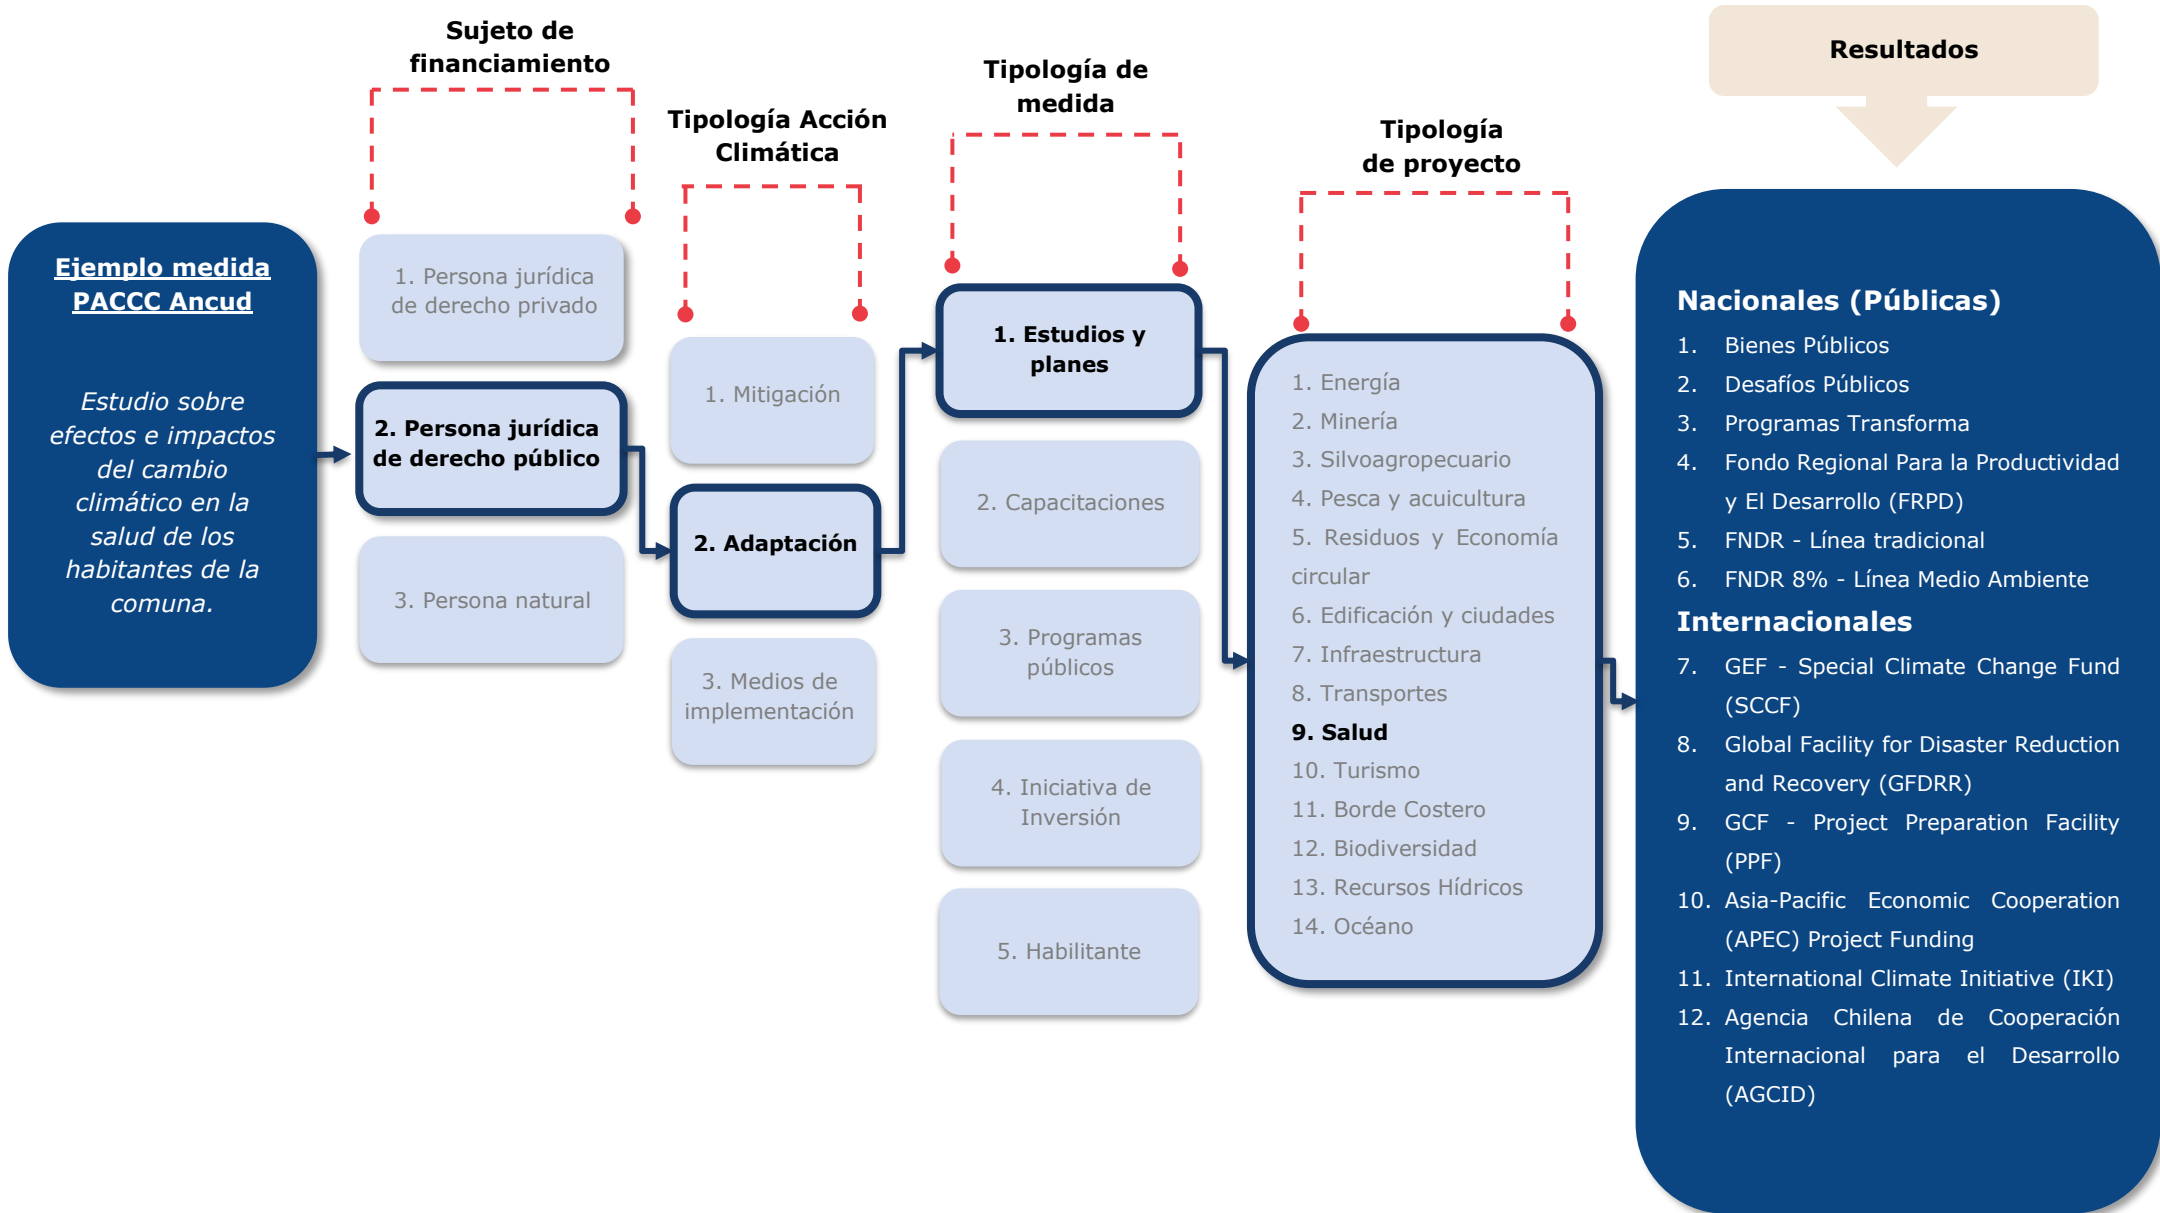 Sujeto de
financiamiento
Tipología Acción
Climática
Tipología de
medida
Tipología
de proyecto
Resultados
Ejemplo medida
PACCC Ancud
Estudio sobre
efectos e impactos
del cambio
climático en la
salud de los
habitantes de la
comuna.
1. Persona jurídica
de derecho privado
2. Persona jurídica
de derecho público
3. Persona natural
1. Mitigación
2. Adaptación
3. Medios de
implementación
1. Estudios y
planes
2. Capacitaciones
3. Programas
públicos
4. Iniciativa de
Inversión
5. Habilitante
1. Energía
2. Minería
3. Silvoagropecuario
4. Pesca y acuicultura
5. Residuos y Economía
circular
6. Edificación y ciudades
7. Infraestructura
8. Transportes
9. Salud
10. Turismo
11. Borde Costero
12. Biodiversidad
13. Recursos Hídricos
14. Océano
Nacionales (Públicas)
1. Bienes Públicos
2. Desafíos Públicos
3. Programas Transforma
4. Fondo Regional Para la Productividad
y El Desarrollo (FRPD)
5. FNDR - Línea tradicional
6. FNDR 8% - Línea Medio Ambiente
Internacionales
7. GEF - Special Climate Change Fund
(SCCF)
8. Global Facility for Disaster Reduction
and Recovery (GFDRR)
9. GCF - Project Preparation Facility
(PPF)
10. Asia-Pacific Economic Cooperation
(APEC) Project Funding
11. International Climate Initiative (IKI)
12. Agencia Chilena de Cooperación
Internacional para el Desarrollo
(AGCID)